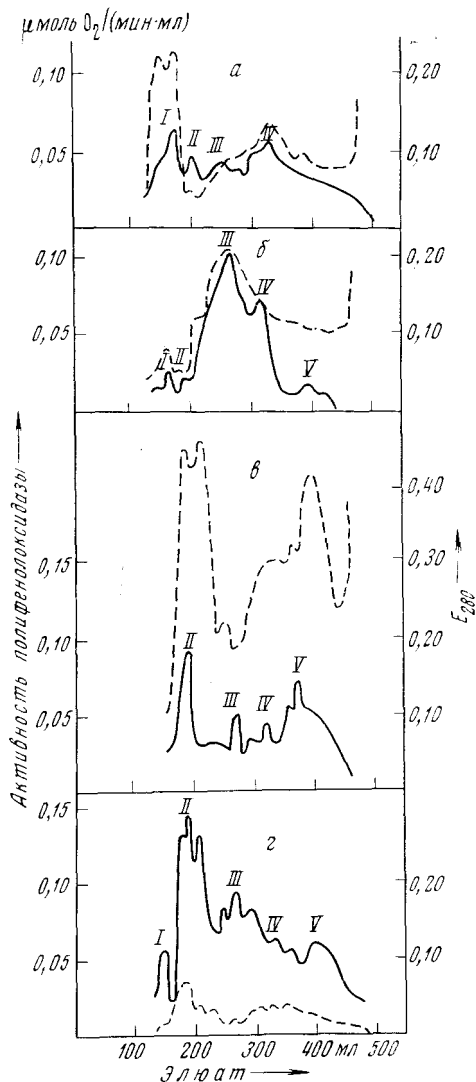 μмоль O₂/(мин·мл)
0,10 а 0,20
I II III IV
0,05 0,10
0,10 б III 0,20
IV
0,05 I II V 0,10
в
0,40
0,15 0,30
0,10 II 0,20
III IV V
0,05 0,10
0,15 II г
0,10 III 0,20
I IV V
0,05 0,10
100 200 300 400 мл 500
Элюат
Активность полифенолоксидазы
E₂₈₀